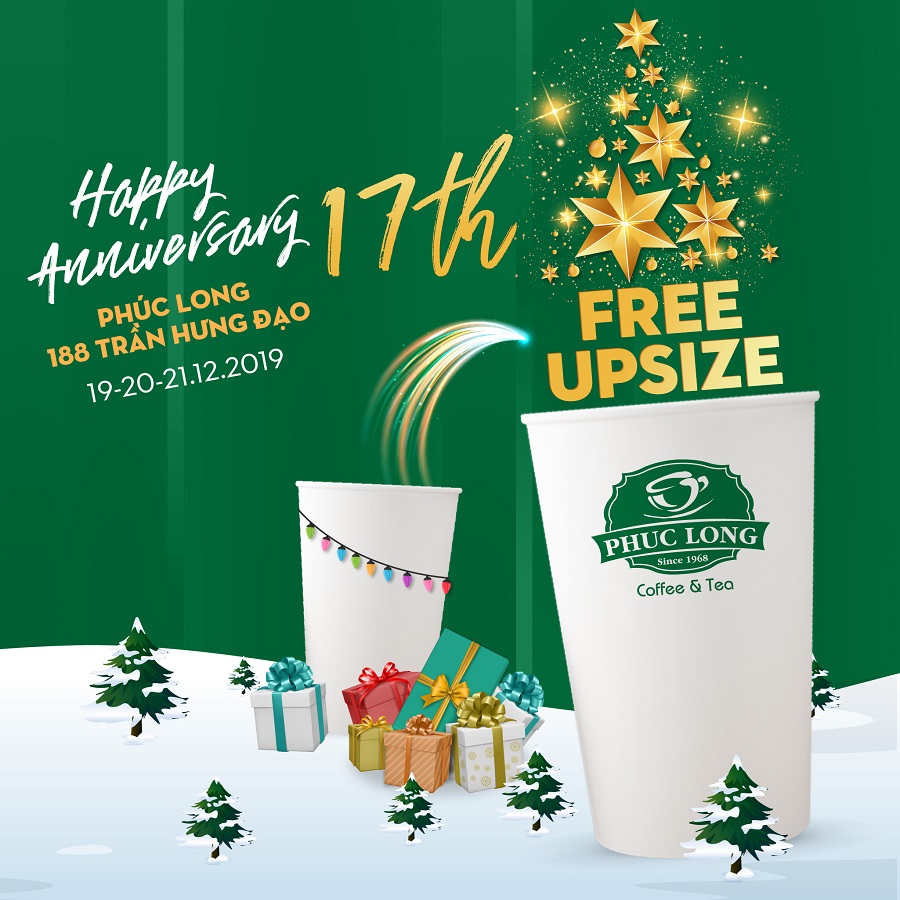 Happy
Anniversary
17th
PHÚC LONG
188 TRẦN HƯNG ĐẠO
19-20-21.12.2019
FREE
UPSIZE
PHUC LONG
Since 1968
Coffee & Tea